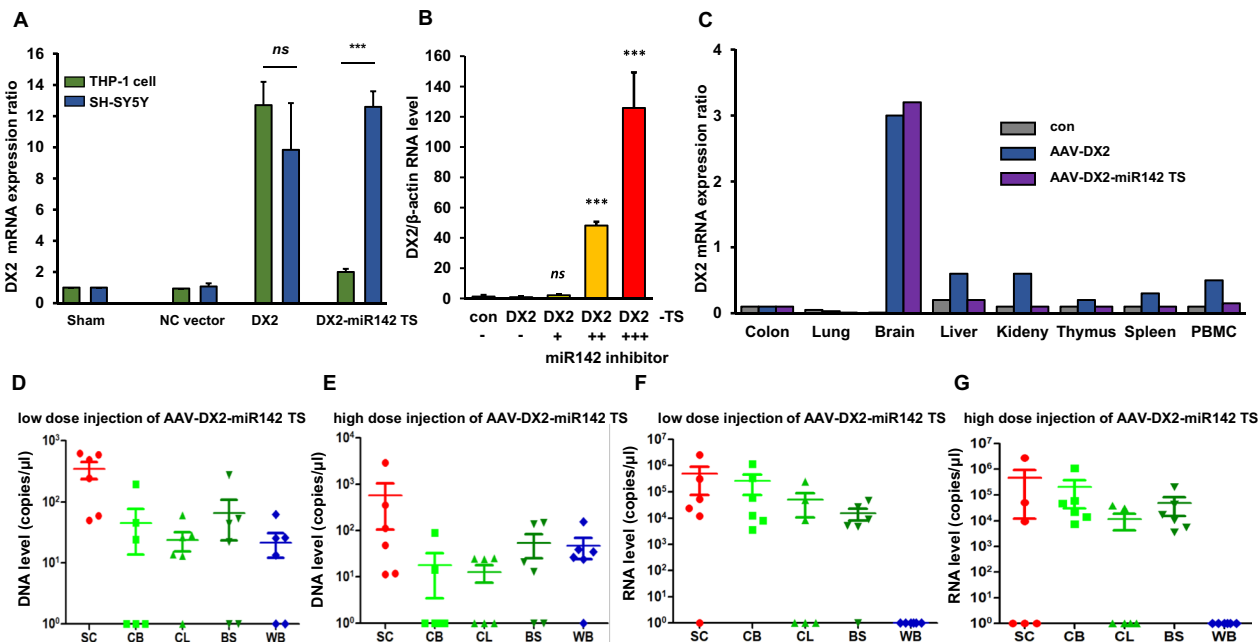 A
DX2 mRNA expression ratio
16
14
12
10
8
6
4
2
0
THP-1 cell
SH-SY5Y
ns
***
Sham NC vector DX2 DX2-miR142 TS
B
DX2/β-actin RNA level
160
140
120
100
80
60
40
20
0
ns
***
***
con DX2 DX2 DX2 DX2 -TS
- - + ++ +++
miR142 inhibitor
C
DX2 mRNA expression ratio
4
3
2
1
0
con
AAV-DX2
AAV-DX2-miR142 TS
Colon Lung Brain Liver Kideny Thymus Spleen PBMC
D
low dose injection of AAV-DX2-miR142 TS
DNA level (copies/µl)
10³
10²
10¹
10⁰
SC CB CL BS WB
E
high dose injection of AAV-DX2-miR142 TS
DNA level (copies/µl)
10⁴
10³
10²
10¹
10⁰
SC CB CL BS WB
F
low dose injection of AAV-DX2-miR142 TS
RNA level (copies/µl)
10⁷
10⁶
10⁵
10⁴
10³
10²
10¹
10⁰
SC CB CL BS WB
G
high dose injection of AAV-DX2-miR142 TS
RNA level (copies/µl)
10⁷
10⁶
10⁵
10⁴
10³
10²
10¹
10⁰
SC CB CL BS WB